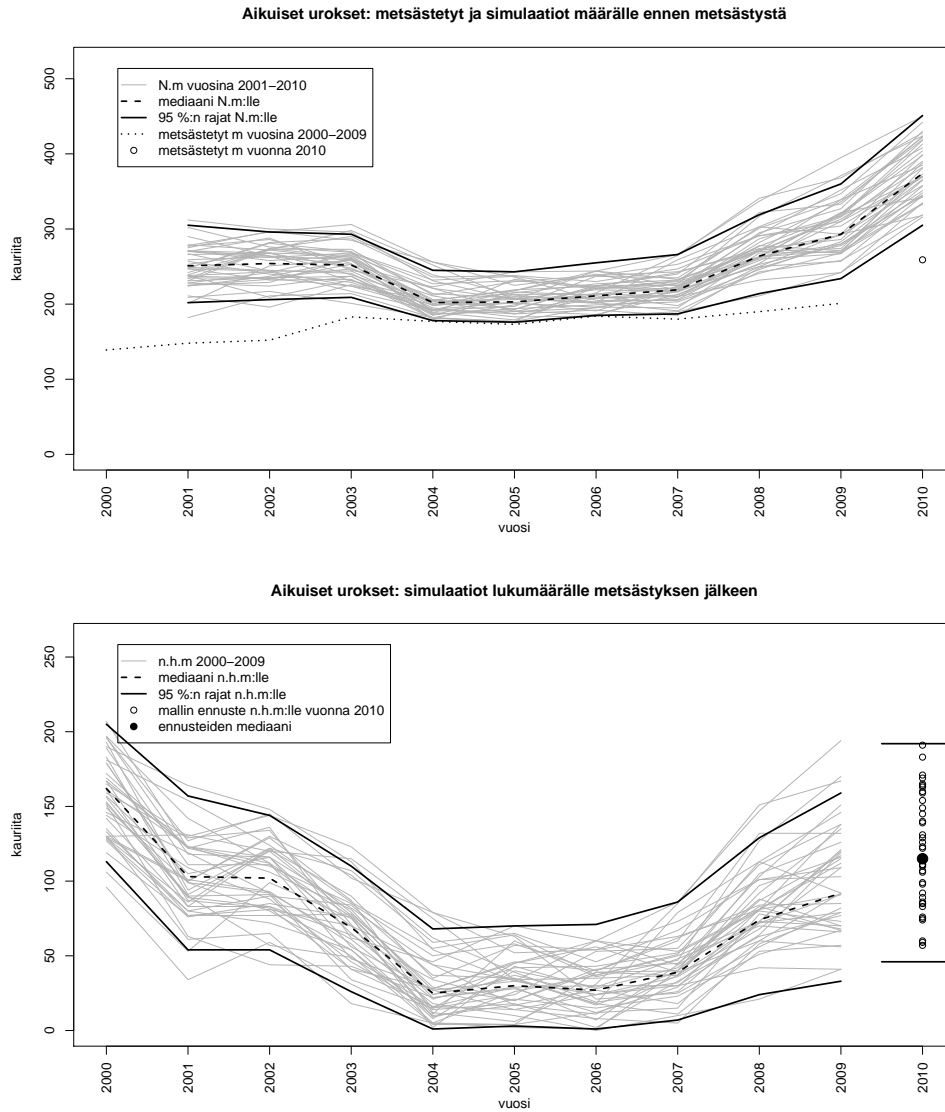 Aikuiset urokset: metsästetyt ja simulaatiot määrälle ennen metsästystä
N.m vuosina 2001−2010
mediaani N.m:lle
95 %:n rajat N.m:lle
metsästetyt m vuosina 2000−2009
metsästetyt m vuonna 2010
500
400
300
200
100
0
kauriita
2000 2001 2002 2003 2004 2005 2006 2007 2008 2009 2010
vuosi
Aikuiset urokset: simulaatiot lukumäärälle metsästyksen jälkeen
n.h.m 2000−2009
mediaani n.h.m:lle
95 %:n rajat n.h.m:lle
mallin ennuste n.h.m:lle vuonna 2010
ennusteiden mediaani
250
200
150
100
50
0
kauriita
2000 2001 2002 2003 2004 2005 2006 2007 2008 2009 2010
vuosi